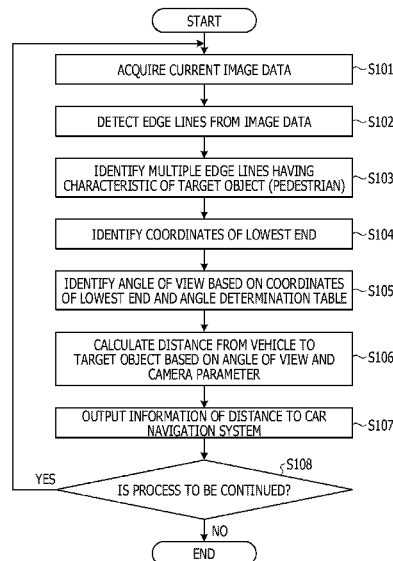 START
ACQUIRE CURRENT IMAGE DATA
S101
DETECT EDGE LINES FROM IMAGE DATA
S102
IDENTIFY MULTIPLE EDGE LINES HAVING
CHARACTERISTIC OF TARGET OBJECT (PEDESTRIAN)
S103
IDENTIFY COORDINATES OF LOWEST END
S104
IDENTIFY ANGLE OF VIEW BASED ON COORDINATES
OF LOWEST END AND ANGLE DETERMINATION TABLE
S105
CALCULATE DISTANCE FROM VEHICLE TO
TARGET OBJECT BASED ON ANGLE OF VIEW AND
CAMERA PARAMETER
S106
OUTPUT INFORMATION OF DISTANCE TO CAR
NAVIGATION SYSTEM
S107
S108
YES
IS PROCESS TO BE CONTINUED?
NO
END